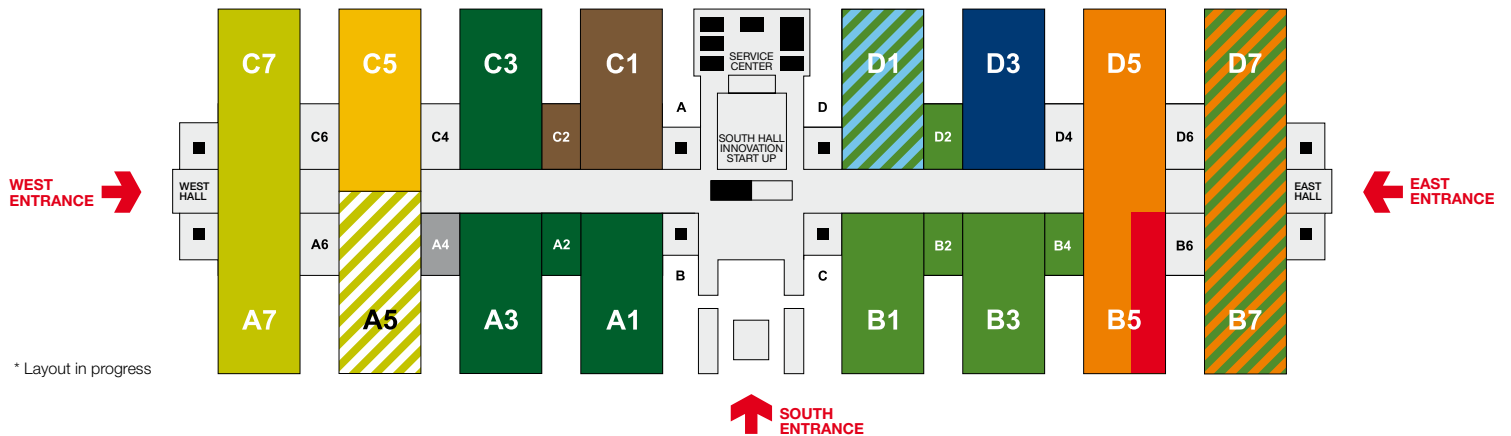 C7
C5
C3
C1
SERVICE
CENTER
D1
D3
D5
D7
A
D
C6
C4
C2
SOUTH HALL
INNOVATION
START UP
D2
D4
D6
WEST
ENTRANCE
WEST
HALL
EAST
HALL
EAST
ENTRANCE
A6
A4
A2
B
C
B2
B4
B6
A7
A5
A3
A1
B1
B3
B5
B7
* Layout in progress
SOUTH
ENTRANCE